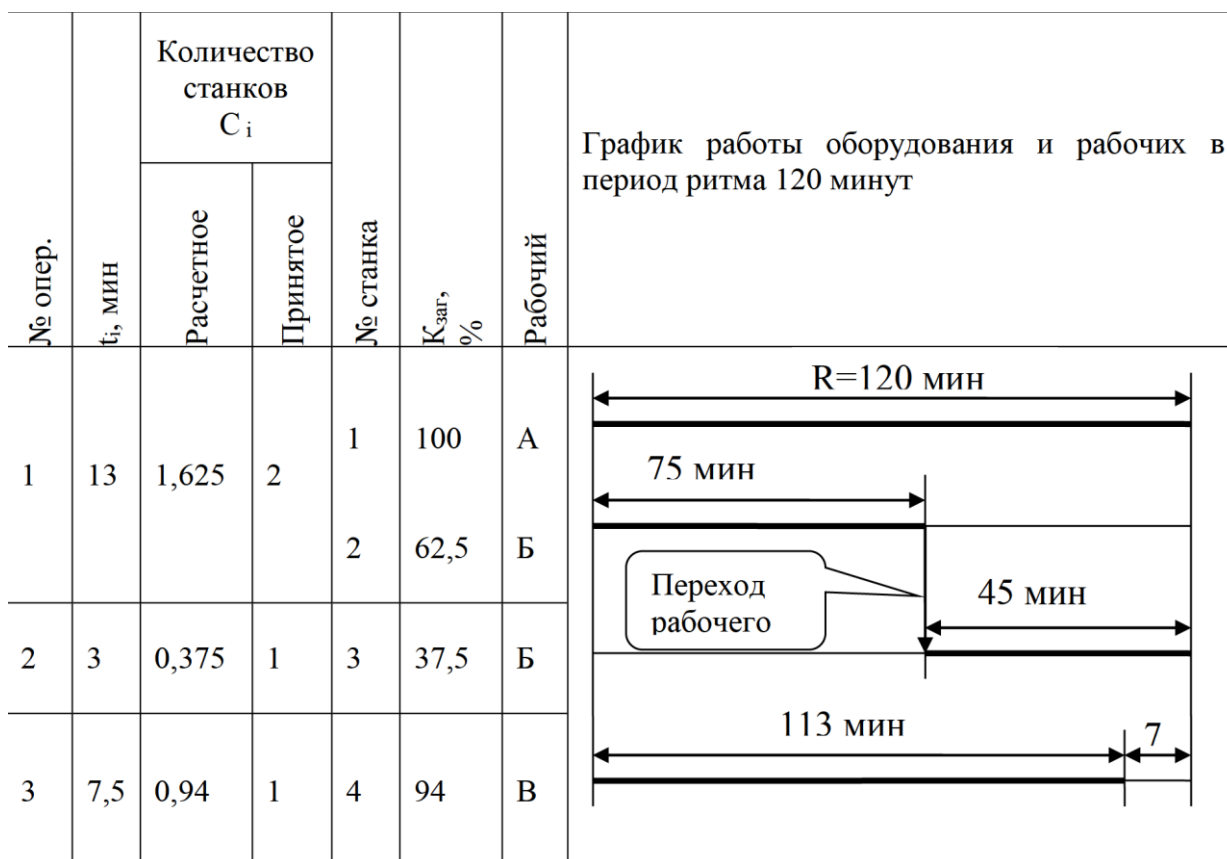 Количество
станков
C i
График работы оборудования и рабочих в
период ритма 120 минут
№ опер.
ti, мин
Расчетное
Принятое
№ станка
Кзаг,
%
Рабочий
R=120 мин
1 100 А
1 13 1,625 2
75 мин
2 62,5 Б
Переход
рабочего
45 мин
2 3 0,375 1 3 37,5 Б
113 мин 7
3 7,5 0,94 1 4 94 В